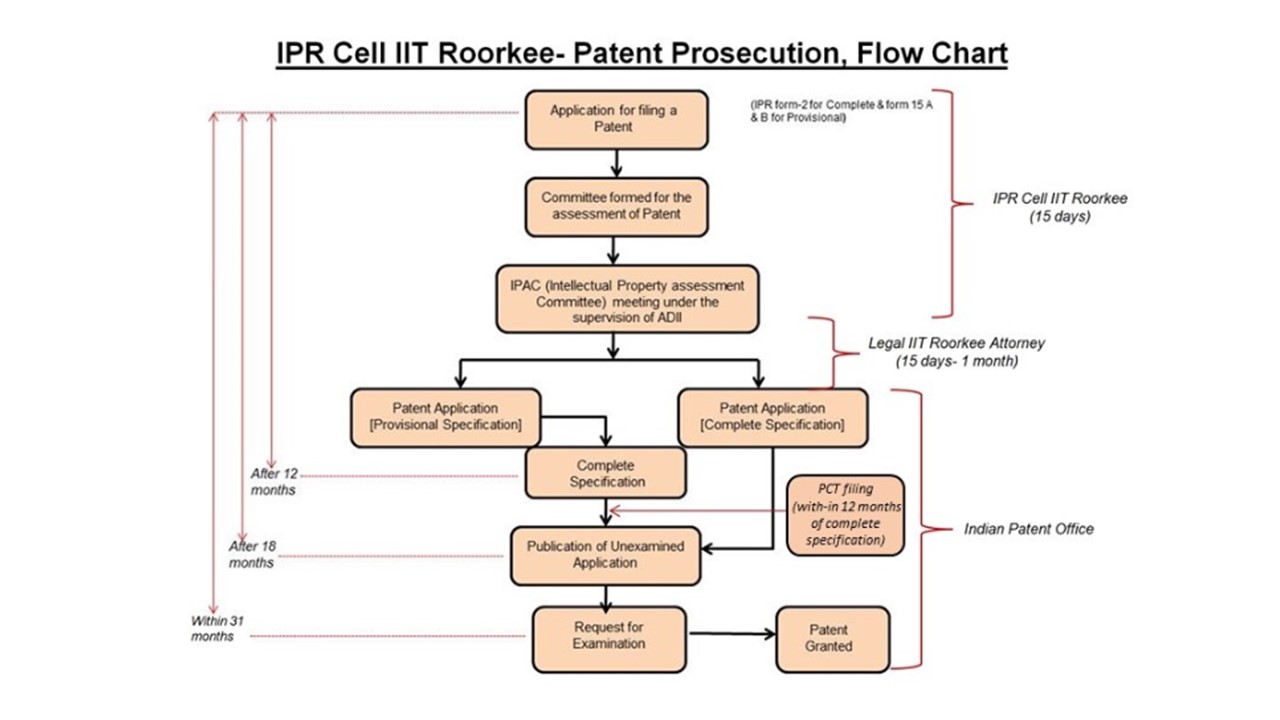 IPR Cell IIT Roorkee- Patent Prosecution, Flow Chart
Application for filing a
Patent
(IPR form-2 for Complete & form 15 A
& B for Provisional)
Committee formed for the
assessment of Patent
IPR Cell IIT Roorkee
(15 days)
IPAC (Intellectual Property assessment
Committee) meeting under the
supervision of ADII
Legal IIT Roorkee Attorney
(15 days- 1 month)
Patent Application
[Provisional Specification]
Patent Application
[Complete Specification]
Complete
Specification
After 12
months
PCT filing
(with-in 12 months
of complete
specification)
Indian Patent Office
Publication of Unexamined
Application
After 18
months
Within 31
months
Request for
Examination
Patent
Granted